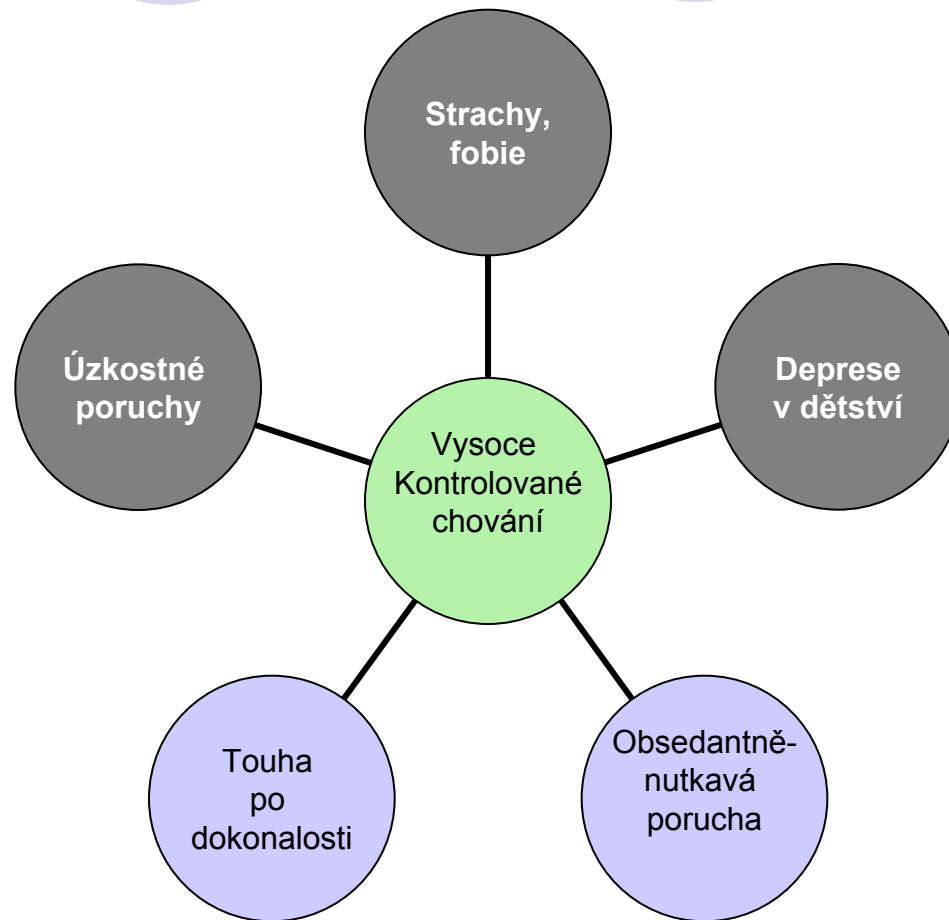 Strachy,
fobie
Úzkostné
poruchy
Deprese
v dětství
Vysoce
Kontrolované
chování
Touha
po
dokonalosti
Obsedantně-
nutkavá
porucha